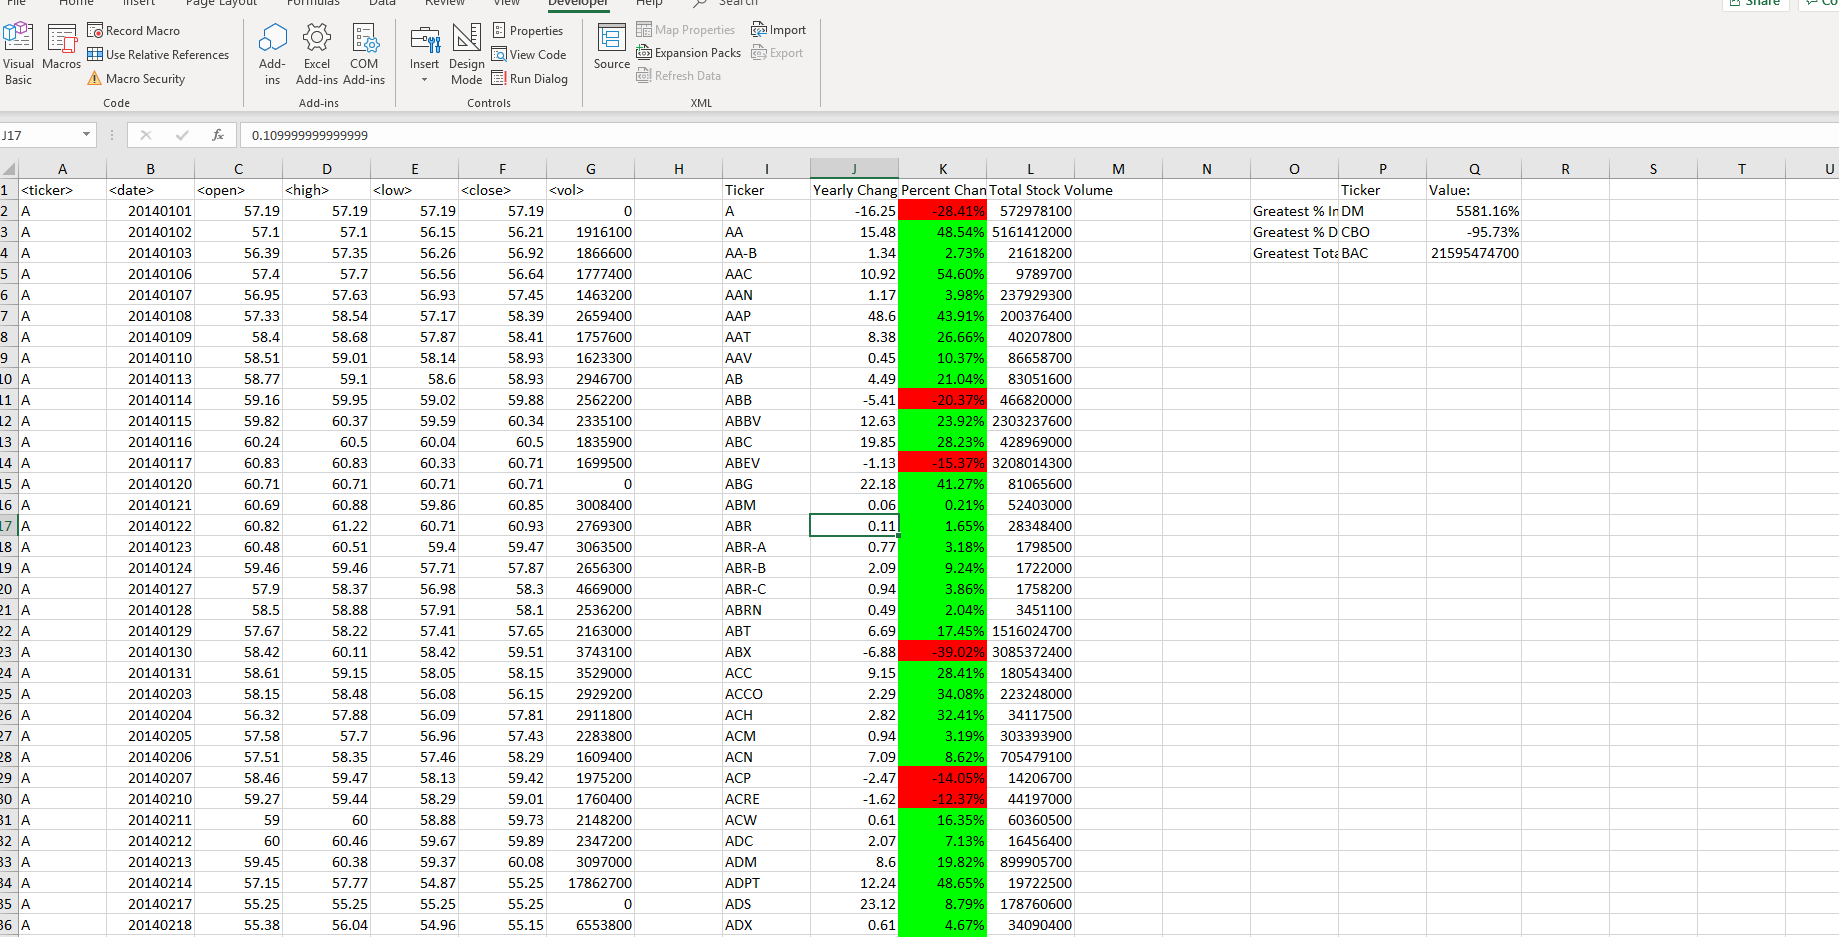 File Home Insert Page Layout Formulas Data Review View Developer Help Search Share Co
Visual Basic
Macros
Record Macro
Use Relative References
Macro Security
Code
Add-ins
Excel Add-ins
COM Add-ins
Add-ins
Insert
Design Mode
Properties
View Code
Run Dialog
Controls
Source
Map Properties
Expansion Packs
Refresh Data
Import
Export
XML
J17 fx 0.109999999999999
A B C D E F G H I J K L M N O P Q R S T U
1 <ticker> <date> <open> <high> <low> <close> <vol> Ticker Yearly Chang Percent Chan Total Stock Volume Ticker Value:
2 A 20140101 57.19 57.19 57.19 57.19 0 A -16.25 -28.41% 572978100 Greatest % In DM 5581.16%
3 A 20140102 57.1 57.1 56.15 56.21 1916100 AA 15.48 48.54% 5161412000 Greatest % D CBO -95.73%
4 A 20140103 56.39 57.35 56.26 56.92 1866600 AA-B 1.34 2.73% 21618200 Greatest Tota BAC 21595474700
5 A 20140106 57.4 57.7 56.56 56.64 1777400 AAC 10.92 54.60% 9789700
6 A 20140107 56.95 57.63 56.93 57.45 1463200 AAN 1.17 3.98% 237929300
7 A 20140108 57.33 58.54 57.17 58.39 2659400 AAP 48.6 43.91% 200376400
8 A 20140109 58.4 58.68 57.87 58.41 1757600 AAT 8.38 26.66% 40207800
9 A 20140110 58.51 59.01 58.14 58.93 1623300 AAV 0.45 10.37% 86658700
10 A 20140113 58.77 59.1 58.6 58.93 2946700 AB 4.49 21.04% 83051600
11 A 20140114 59.16 59.95 59.02 59.88 2562200 ABB -5.41 -20.37% 466820000
12 A 20140115 59.82 60.37 59.59 60.34 2335100 ABBV 12.63 23.92% 2303237600
13 A 20140116 60.24 60.5 60.04 60.5 1835900 ABC 19.85 28.23% 428969000
14 A 20140117 60.83 60.83 60.33 60.71 1699500 ABEV -1.13 -15.37% 3208014300
15 A 20140120 60.71 60.71 60.71 60.71 0 ABG 22.18 41.27% 81065600
16 A 20140121 60.69 60.88 59.86 60.85 3008400 ABM 0.06 0.21% 52403000
17 A 20140122 60.82 61.22 60.71 60.93 2769300 ABR 0.11 1.65% 28348400
18 A 20140123 60.48 60.51 59.4 59.47 3063500 ABR-A 0.77 3.18% 1798500
19 A 20140124 59.46 59.46 57.71 57.87 2656300 ABR-B 2.09 9.24% 1722000
20 A 20140127 57.9 58.37 56.98 58.3 4669000 ABR-C 0.94 3.86% 1758200
21 A 20140128 58.5 58.88 57.91 58.1 2536200 ABRN 0.49 2.04% 3451100
22 A 20140129 57.67 58.22 57.41 57.65 2163000 ABT 6.69 17.45% 1516024700
23 A 20140130 58.42 60.11 58.42 59.51 3743100 ABX -6.88 -39.02% 3085372400
24 A 20140131 58.61 59.15 58.05 58.15 3529000 ACC 9.15 28.41% 180543400
25 A 20140203 58.15 58.48 56.08 56.15 2929200 ACCO 2.29 34.08% 223248000
26 A 20140204 56.32 57.88 56.09 57.81 2911800 ACH 2.82 32.41% 34117500
27 A 20140205 57.58 57.7 56.96 57.43 2283800 ACM 0.94 3.19% 303393900
28 A 20140206 57.51 58.35 57.46 58.29 1609400 ACN 7.09 8.62% 705479100
29 A 20140207 58.46 59.47 58.13 59.42 1975200 ACP -2.47 -14.05% 14206700
30 A 20140210 59.27 59.44 58.29 59.01 1760400 ACRE -1.62 -12.37% 44197000
31 A 20140211 59 60 58.88 59.73 2148200 ACW 0.61 16.35% 60360500
32 A 20140212 60 60.46 59.67 59.89 2347200 ADC 2.07 7.13% 16456400
33 A 20140213 59.45 60.38 59.37 60.08 3097000 ADM 8.6 19.82% 899905700
34 A 20140214 57.15 57.77 54.87 55.25 17862700 ADPT 12.24 48.65% 19722500
35 A 20140217 55.25 55.25 55.25 55.25 0 ADS 23.12 8.79% 178760600
36 A 20140218 55.38 56.04 54.96 55.15 6553800 ADX 0.61 4.67% 34090400